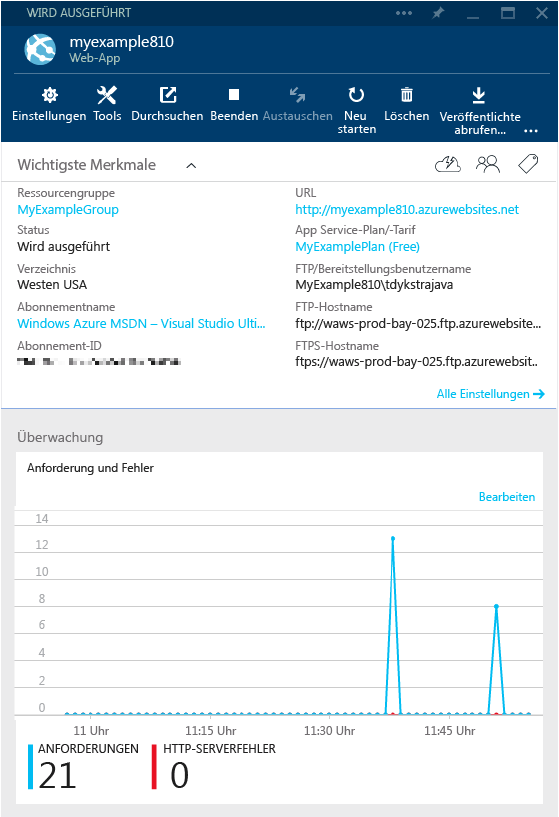 WIRD AUSGEFÜHRT
myexample810
Web-App
Einstellungen Tools Durchsuchen Beenden Austauschen Neu starten Löschen Veröffentlichte abrufen...
Wichtigste Merkmale
Ressourcengruppe
MyExampleGroup
URL
http://myexample810.azurewebsites.net
Status
Wird ausgeführt
App Service-Plan/-Tarif
MyExamplePlan (Free)
Verzeichnis
Westen USA
FTP/Bereitstellungsbenutzername
MyExample810\tdykstrajava
Abonnementname
Windows Azure MSDN – Visual Studio Ulti...
FTP-Hostname
ftp://waws-prod-bay-025.ftp.azurewebsite...
Abonnement-ID
FTPS-Hostname
ftps://waws-prod-bay-025.ftp.azurewebsit..
Alle Einstellungen
Überwachung
Anforderung und Fehler
Bearbeiten
14
12
10
8
6
4
2
0
11 Uhr 11:15 Uhr 11:30 Uhr 11:45 Uhr
ANFORDERUNGEN
21
HTTP-SERVERFEHLER
0